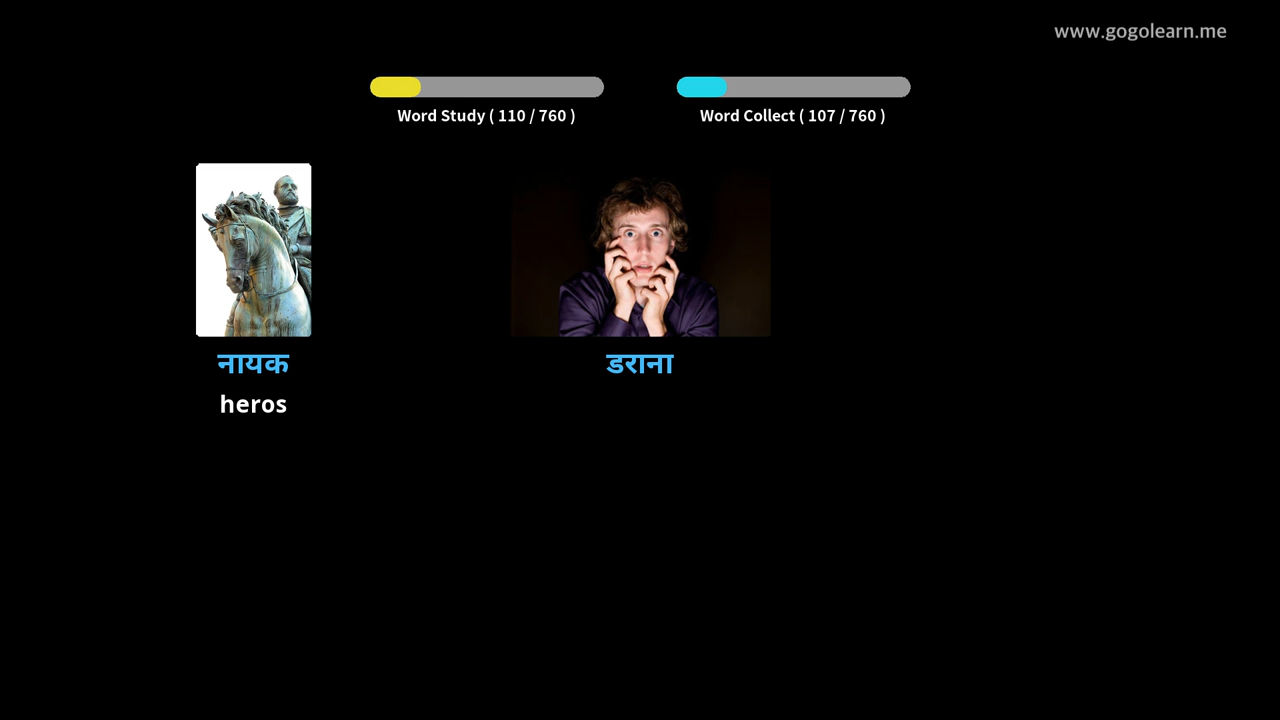 www.gogolearn.me
Word Study ( 110 / 760 )
Word Collect ( 107 / 760 )
नायक
डराना
heros